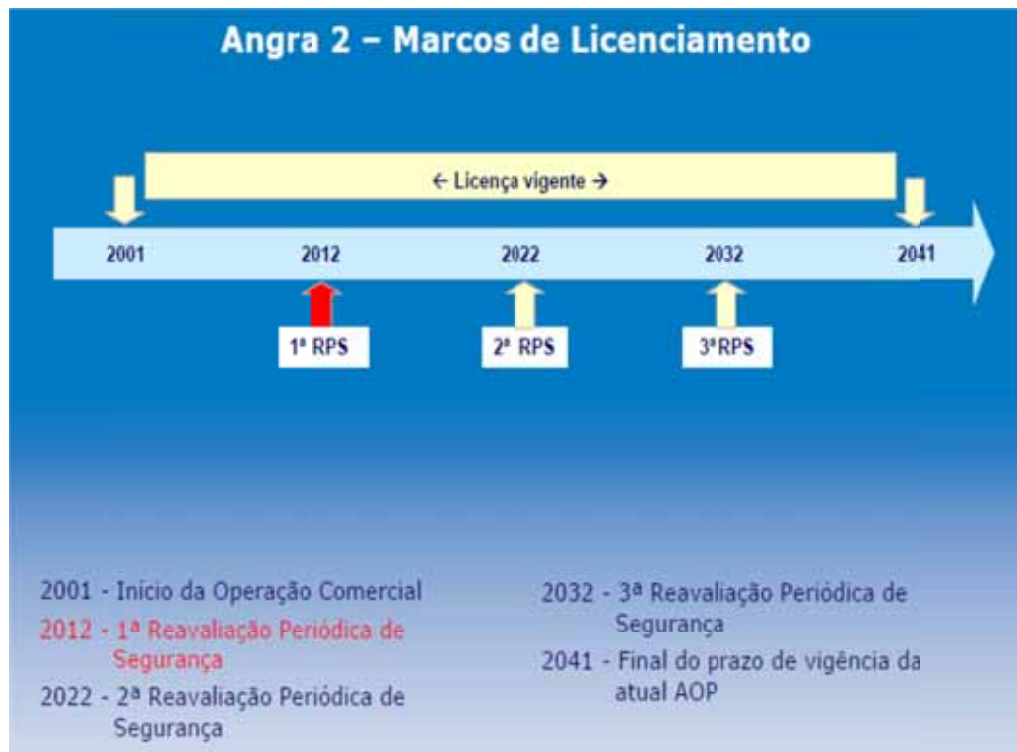 Angra 2 – Marcos de Licenciamento
← Licença vigente →
2001 2012 2022 2032 2041
1ª RPS 2ª RPS 3ªRPS
2001 - Início da Operação Comercial
2012 - 1ª Reavaliação Periódica de
Segurança
2022 - 2ª Reavaliação Periódica de
Segurança
2032 - 3ª Reavaliação Periódica de
Segurança
2041 - Final do prazo de vigência da
atual AOP